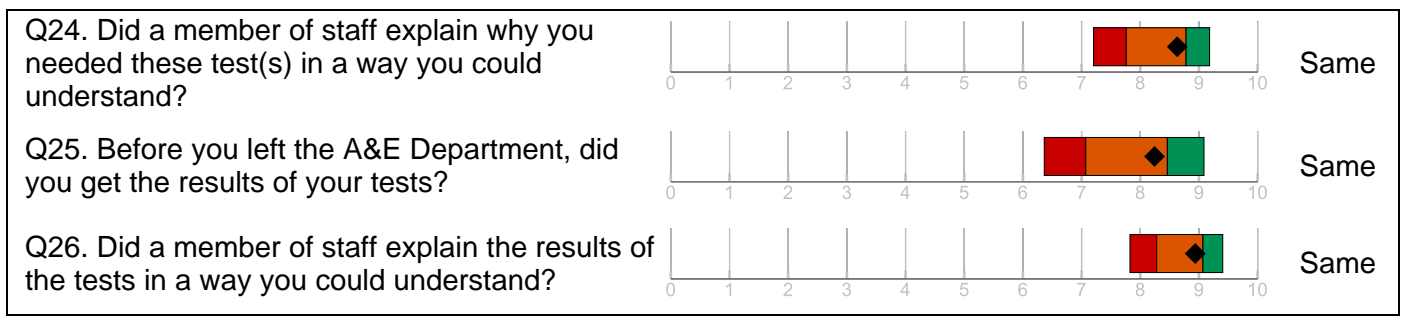 Q24. Did a member of staff explain why you
needed these test(s) in a way you could
understand?
0 1 2 3 4 5 6 7 8 9 10
Same
Q25. Before you left the A&E Department, did
you get the results of your tests?
0 1 2 3 4 5 6 7 8 9 10
Same
Q26. Did a member of staff explain the results of
the tests in a way you could understand?
0 1 2 3 4 5 6 7 8 9 10
Same